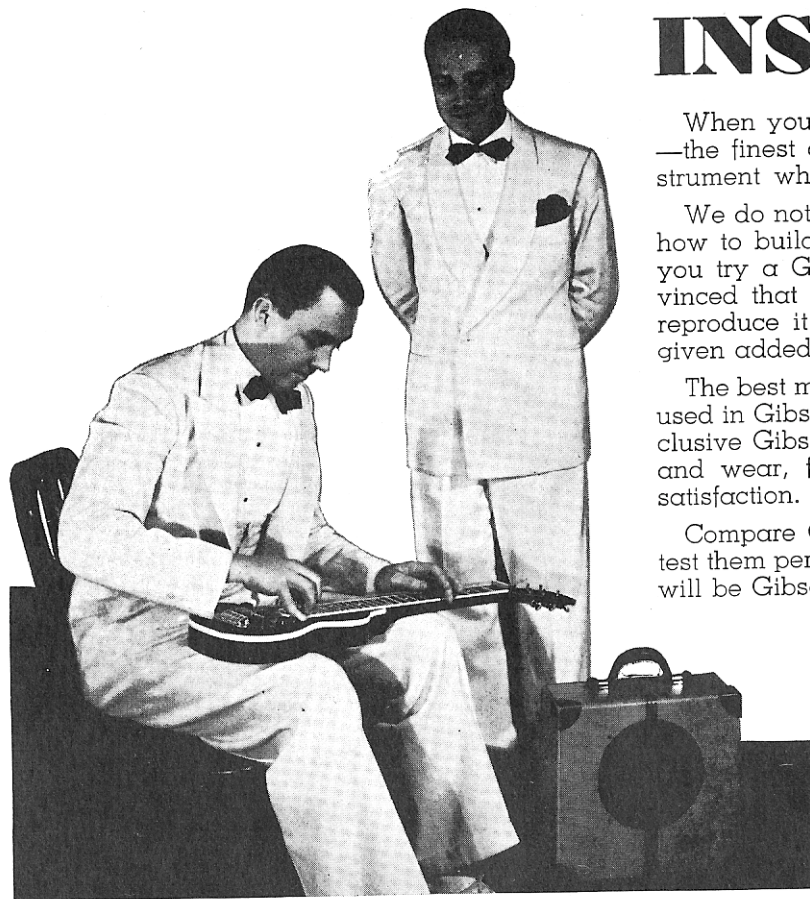 INS
When you
—the finest
strument wh
We do not
how to build
you try a G
vinced that
reproduce it
given added
The best m
used in Gibs
clusive Gibs
and wear, f
satisfaction.
Compare G
test them per
will be Gibs